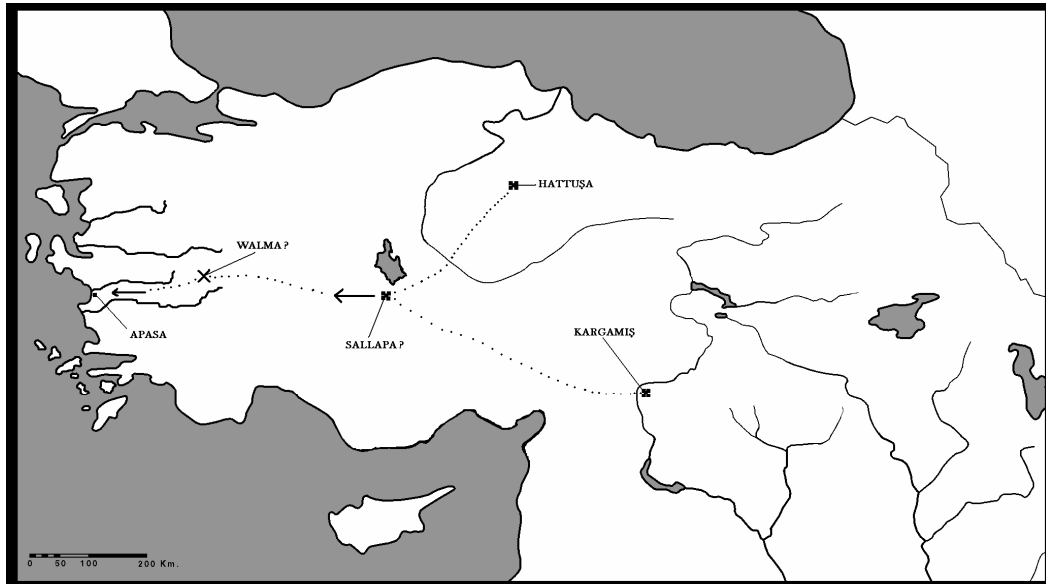 HATTUŞA
WALMA ?
APASA
SALLAPA ?
KARGAMIŞ
0 50 100 200 Km.